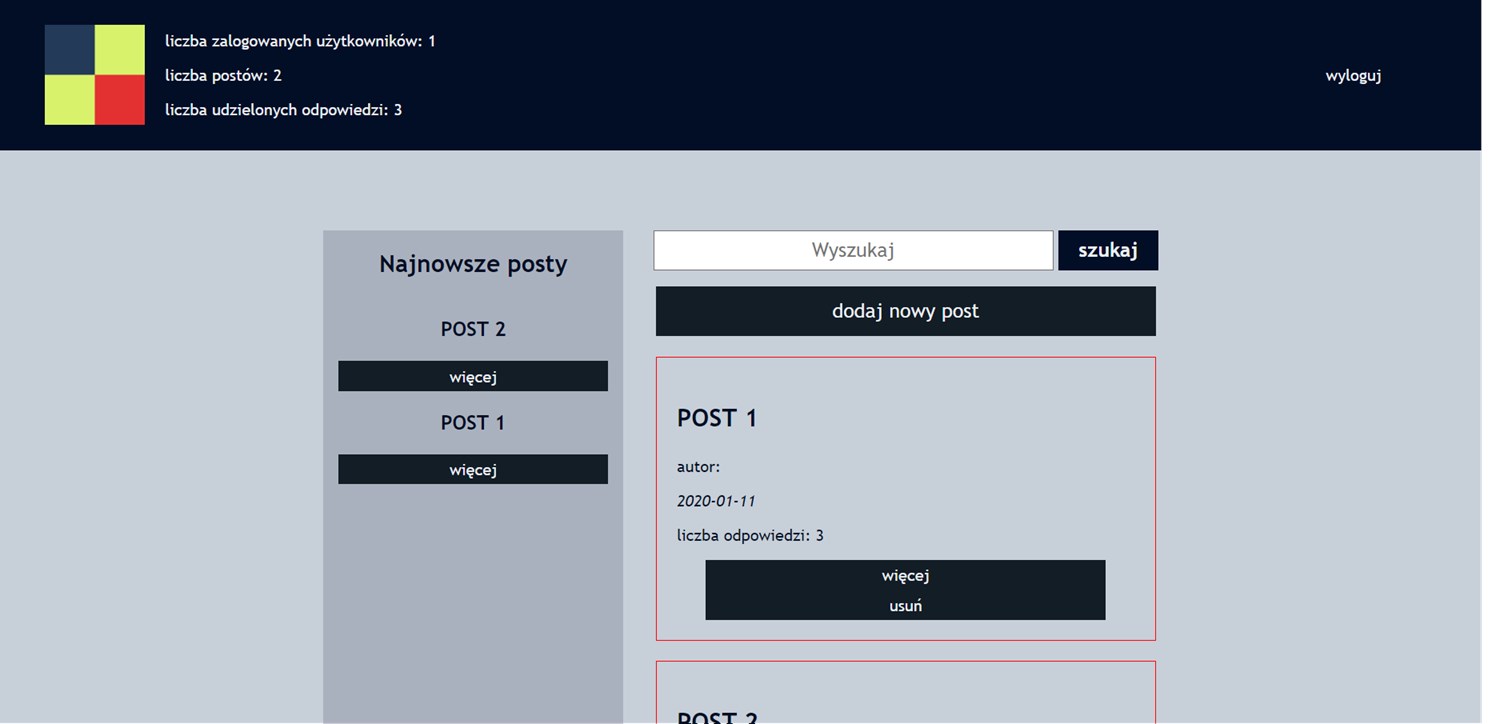 liczba zalogowanych użytkowników: 1
liczba postów: 2
liczba udzielonych odpowiedzi: 3
wyloguj
Najnowsze posty
POST 2
więcej
POST 1
więcej
Wyszukaj
szukaj
dodaj nowy post
POST 1
autor:
2020-01-11
liczba odpowiedzi: 3
więcej
usuń
POST 2